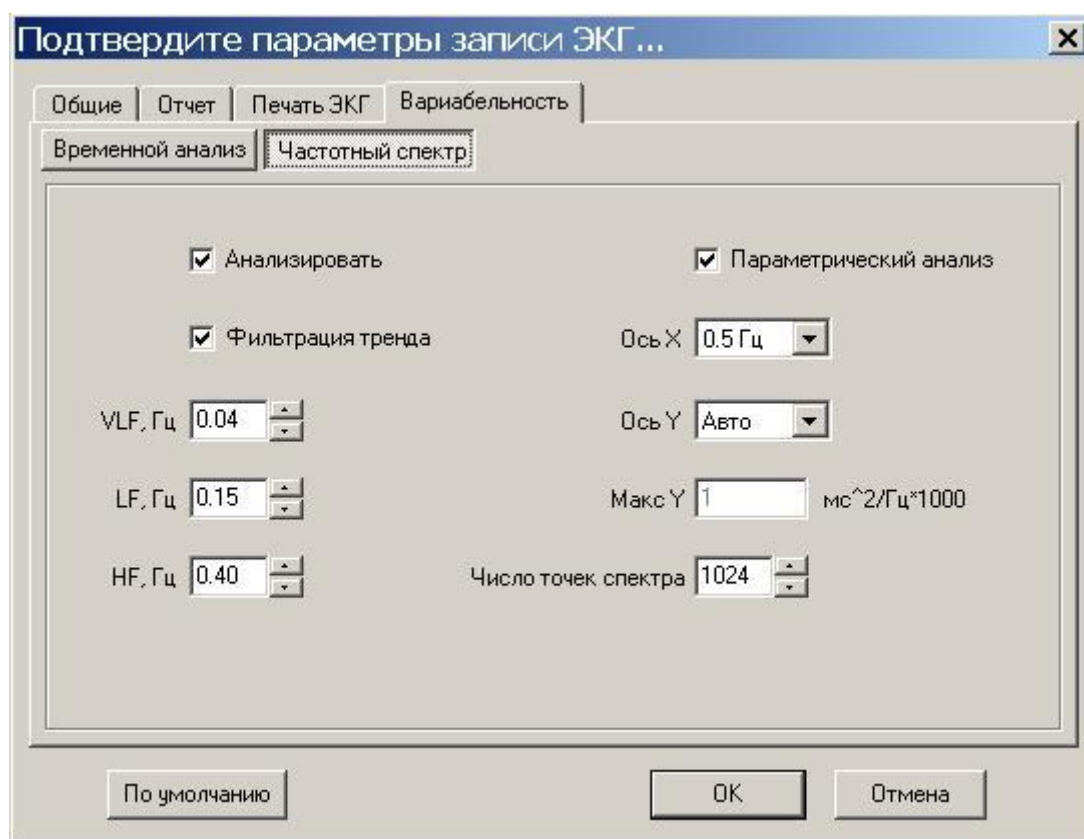 Подтвердите параметры записи ЭКГ...
Общие Отчет Печать ЭКГ Вариабельность
Временной анализ Частотный спектр
Анализировать Параметрический анализ
Фильтрация тренда Ось X 0.5 Гц
VLF, Гц 0.04 Ось Y Авто
LF, Гц 0.15 Макс Y 1 мс^2/Гц*1000
HF, Гц 0.40 Число точек спектра 1024
По умолчанию OK Отмена